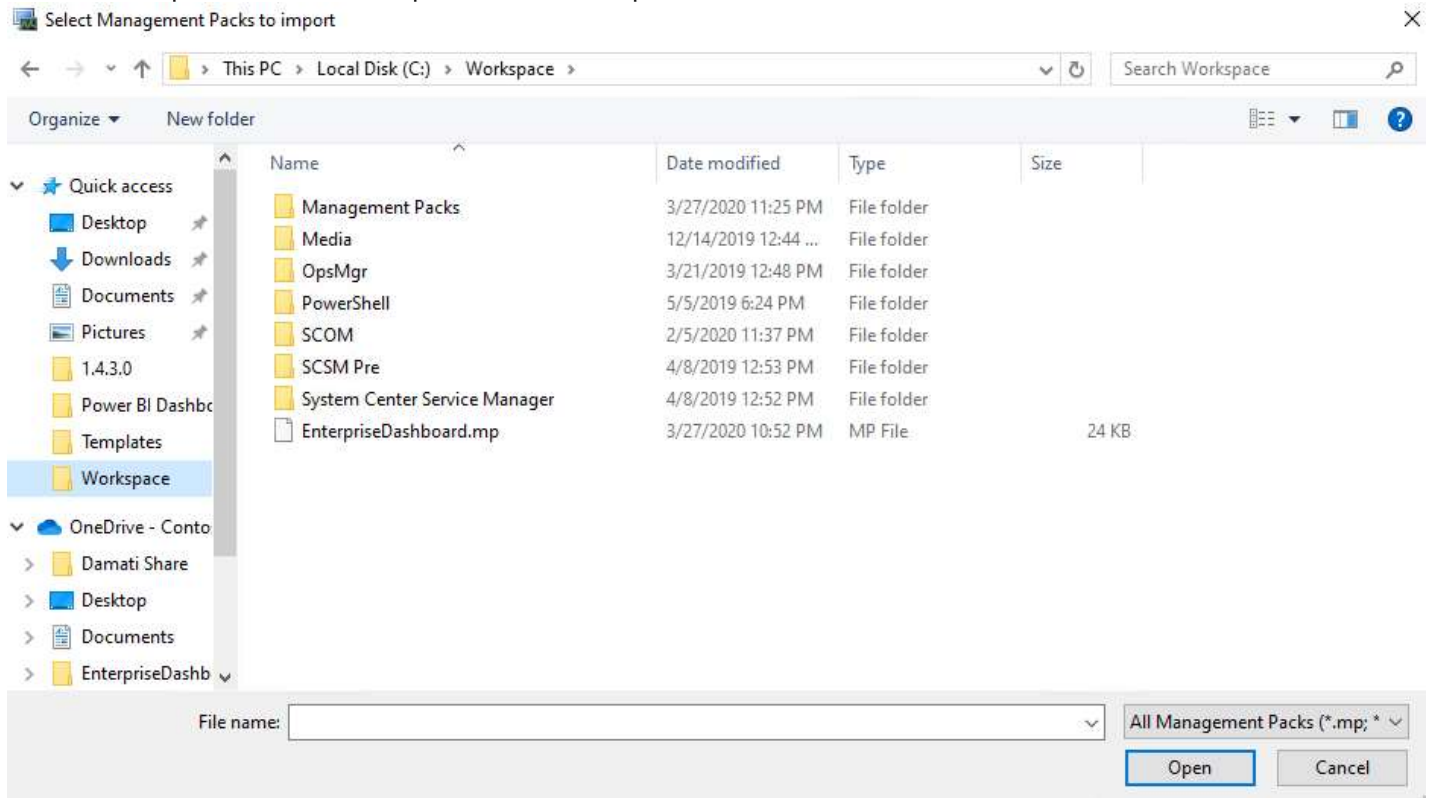 Select Management Packs to import
This PC > Local Disk (C:) > Workspace >
Search Workspace
Organize
New folder
Name
Date modified
Type
Size
Quick access
Desktop
Downloads
Documents
Pictures
1.4.3.0
Power BI Dashbc
Templates
Workspace
OneDrive - Conto
Damati Share
Desktop
Documents
EnterpriseDashb
Management Packs 3/27/2020 11:25 PM File folder
Media 12/14/2019 12:44 ... File folder
OpsMgr 3/21/2019 12:48 PM File folder
PowerShell 5/5/2019 6:24 PM File folder
SCOM 2/5/2020 11:37 PM File folder
SCSM Pre 4/8/2019 12:53 PM File folder
System Center Service Manager 4/8/2019 12:52 PM File folder
EnterpriseDashboard.mp 3/27/2020 10:52 PM MP File 24 KB
File name:
All Management Packs (*.mp; *
Open
Cancel